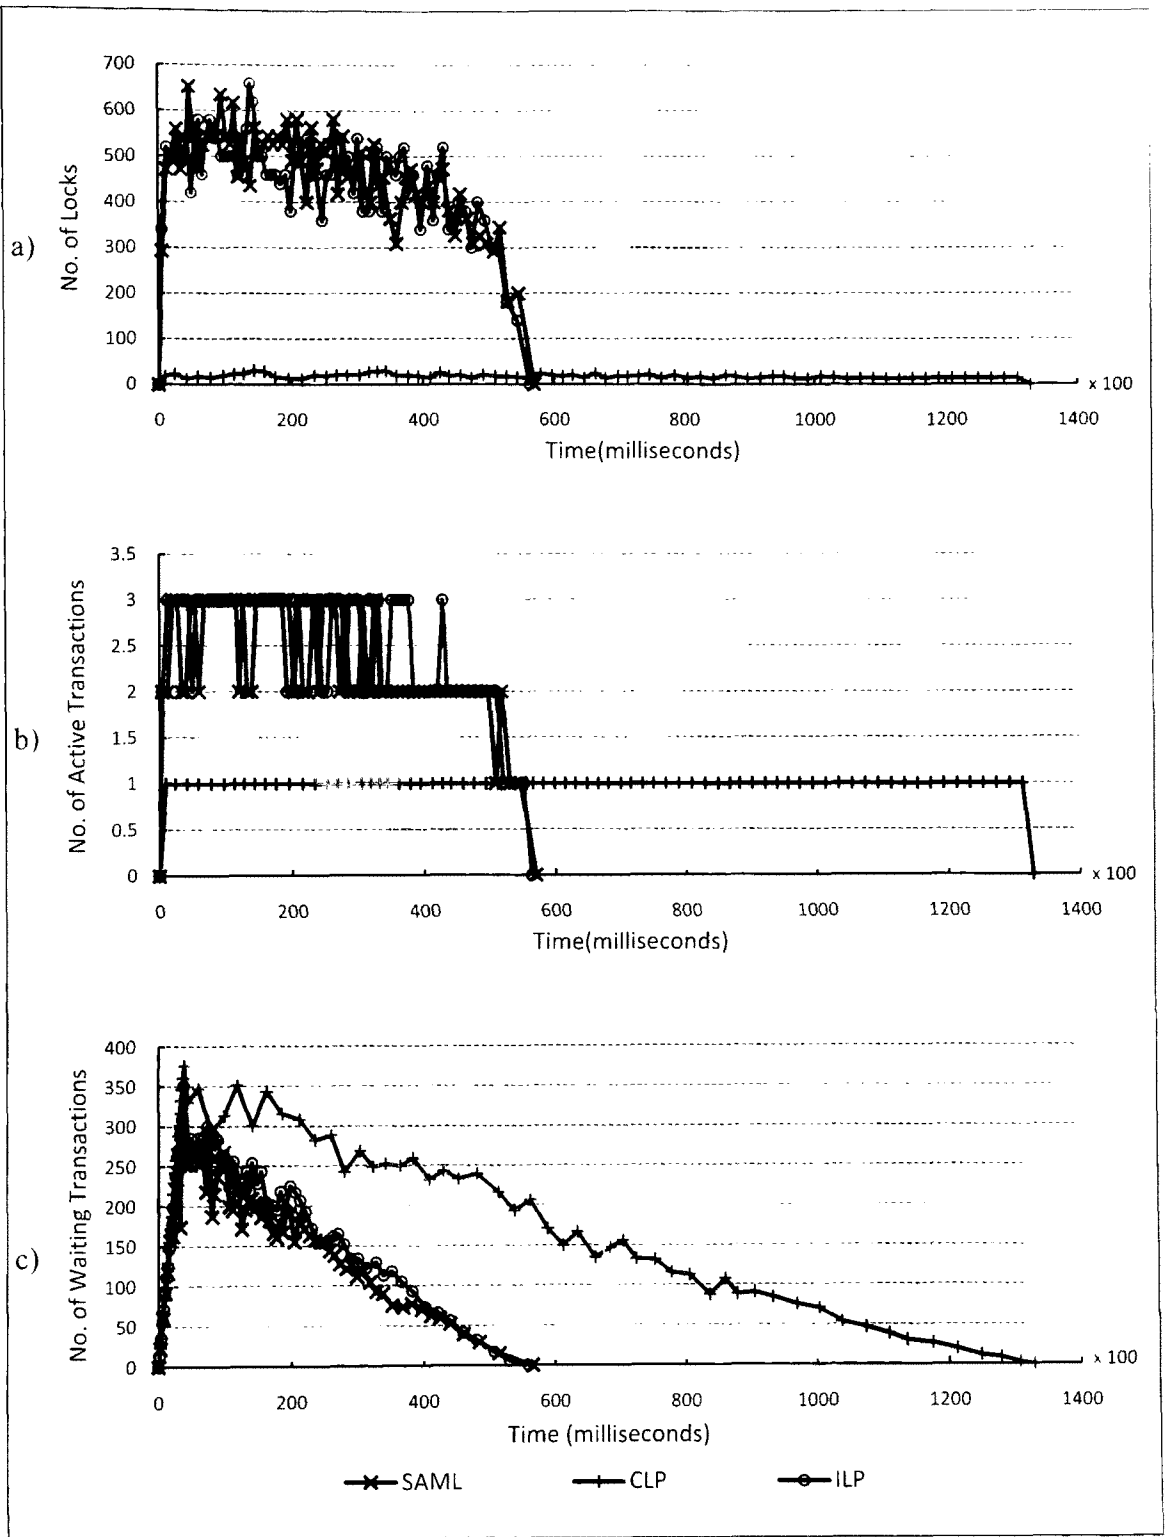 a)
No. of Locks
700
600
500
400
300
200
100
0
0 200 400 600 800 1000 1200 1400
x 100
Time(milliseconds)
b)
No. of Active Transactions
3.5
3
2.5
2
1.5
1
0.5
0
0 200 400 600 800 1000 1200 1400
x 100
Time(milliseconds)
c)
No. of Waiting Transactions
400
350
300
250
200
150
100
50
0
0 200 400 600 800 1000 1200 1400
x 100
Time (milliseconds)
SAML CLP ILP